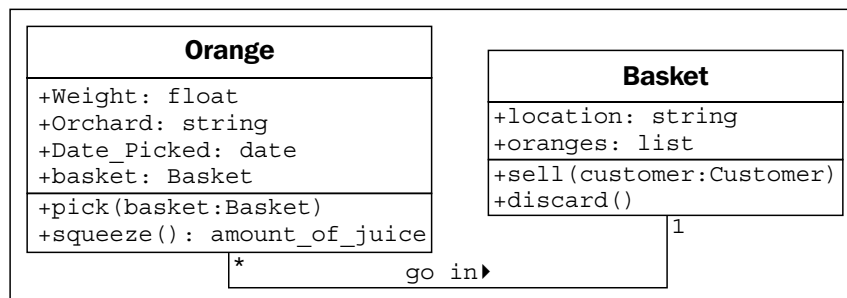 Orange
+Weight: float
+Orchard: string
+Date_Picked: date
+basket: Basket
+pick(basket:Basket)
+squeeze(): amount_of_juice
Basket
+location: string
+oranges: list
+sell(customer:Customer)
+discard()
*
go in
1